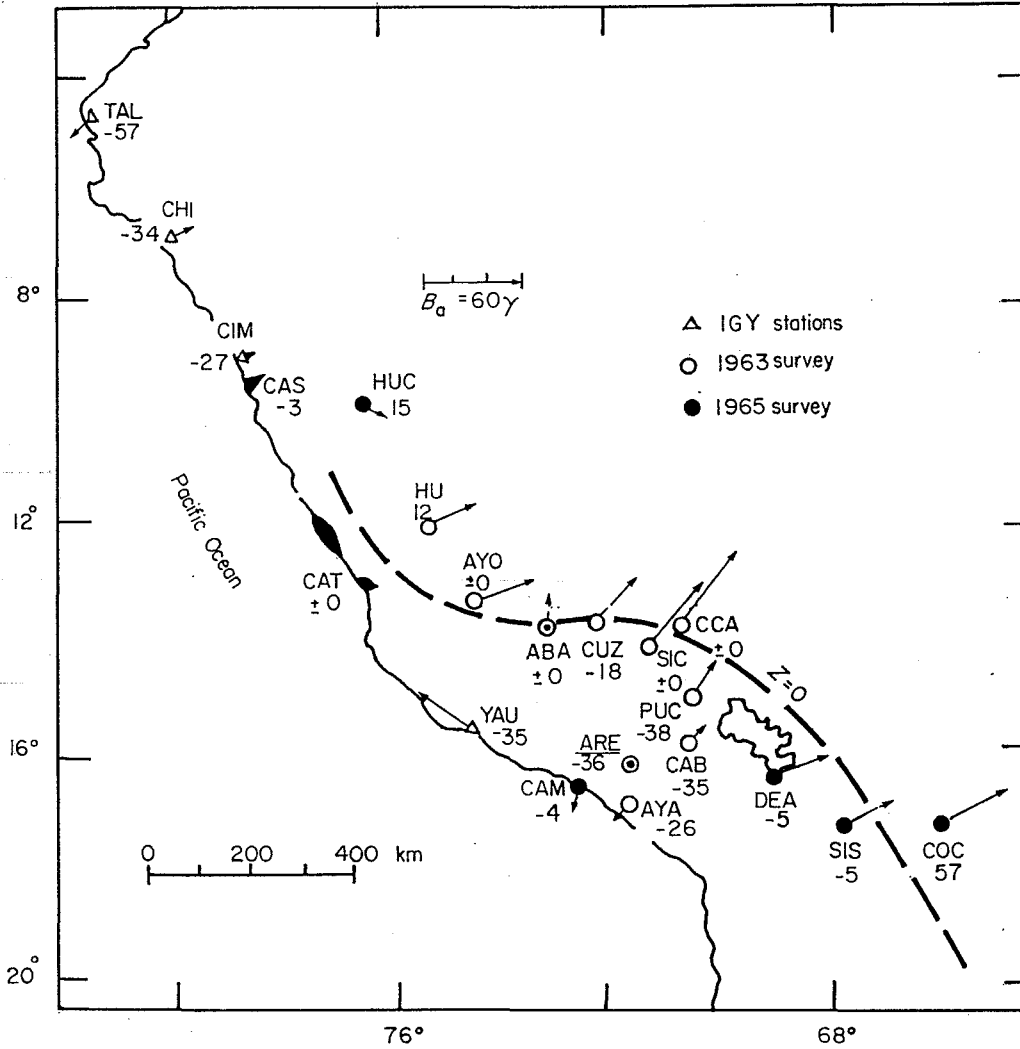 TAL
-57
CHI
-34
8°
Ba = 60γ
IGY stations
1963 survey
1965 survey
CIM
-27
CAS
-3
HUC
15
Pacific Ocean
HU
12
12°
AYO
±0
CAT
±0
ABA
±0
CUZ
-18
SIC
±0
CCA
±0
Z=0
PUC
-38
YAU
-35
16°
ARE
-36
CAB
-35
CAM
-4
AYA
-26
DEA
-5
SIS
-5
COC
57
0 200 400 km
20°
76° 68°